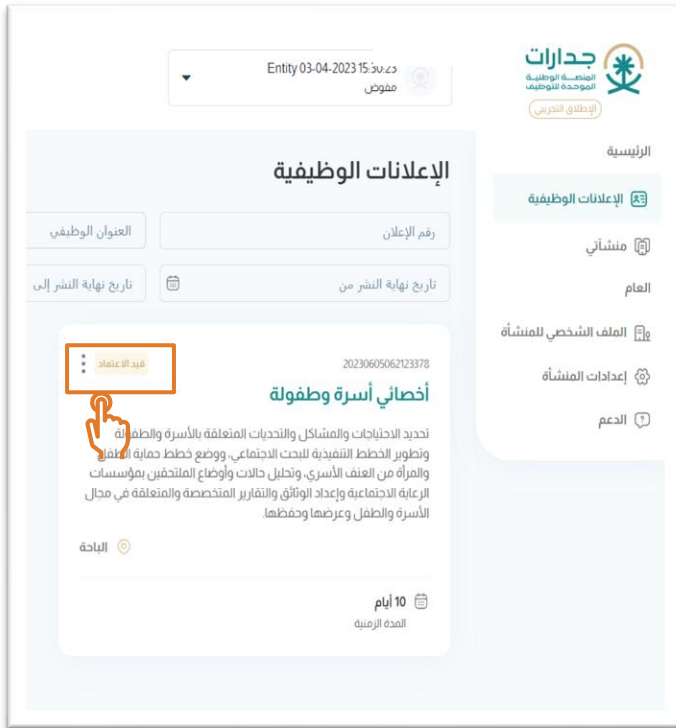 جدارات
المنصة الوطنية
الموحدة للتوظيف
الإطلاق التجريبي
Entity 03-04-2023 15:30:23
مفوض
الرئيسية
الإعلانات الوظيفية
منشآتي
العام
الملف الشخصي للمنشأة
إعدادات المنشأة
الدعم
الإعلانات الوظيفية
رقم الإعلان
العنوان الوظيفي
تاريخ نهاية النشر من
تاريخ نهاية النشر إلى
20230605062123378
قيد الاعتماد
أخصائي أسرة وطفولة
تحديد الاحتياجات والمشاكل والتحديات المتعلقة بالأسرة والطفولة
وتطوير الخطط التنفيذية للبحث الاجتماعي، ووضع خطط حماية الطفل
والمرأة من العنف الأسري، وتحليل حالات وأوضاع الملتحقين بمؤسسات
الرعاية الاجتماعية وإعداد الوثائق والتقارير المتخصصة والمتعلقة في مجال
الأسرة والطفل وعرضها وحفظها.
الباحة
10 أيام
المدة الزمنية